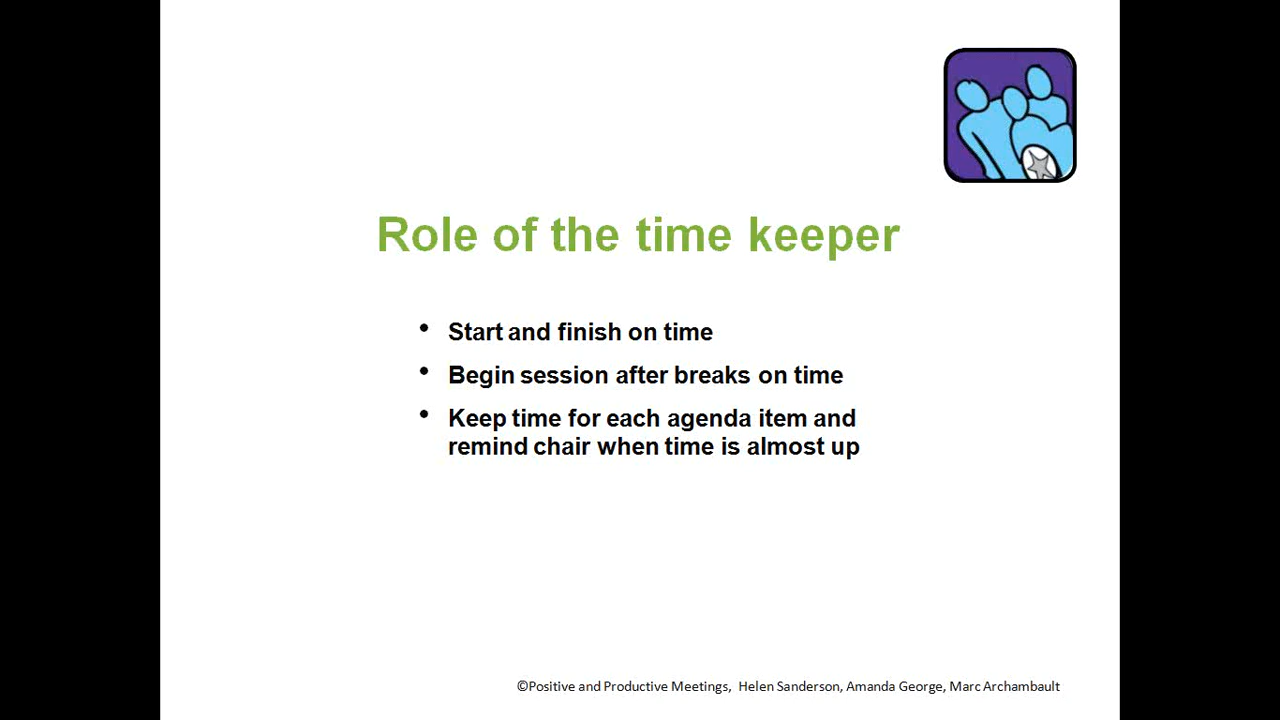 Role of the time keeper
• Start and finish on time
• Begin session after breaks on time
• Keep time for each agenda item and
remind chair when time is almost up
©Positive and Productive Meetings,  Helen Sanderson, Amanda George, Marc Archambault